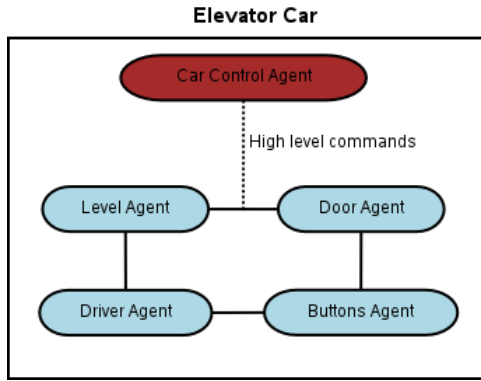 Elevator Car
Car Control Agent
High level commands
Level Agent
Door Agent
Driver Agent
Buttons Agent